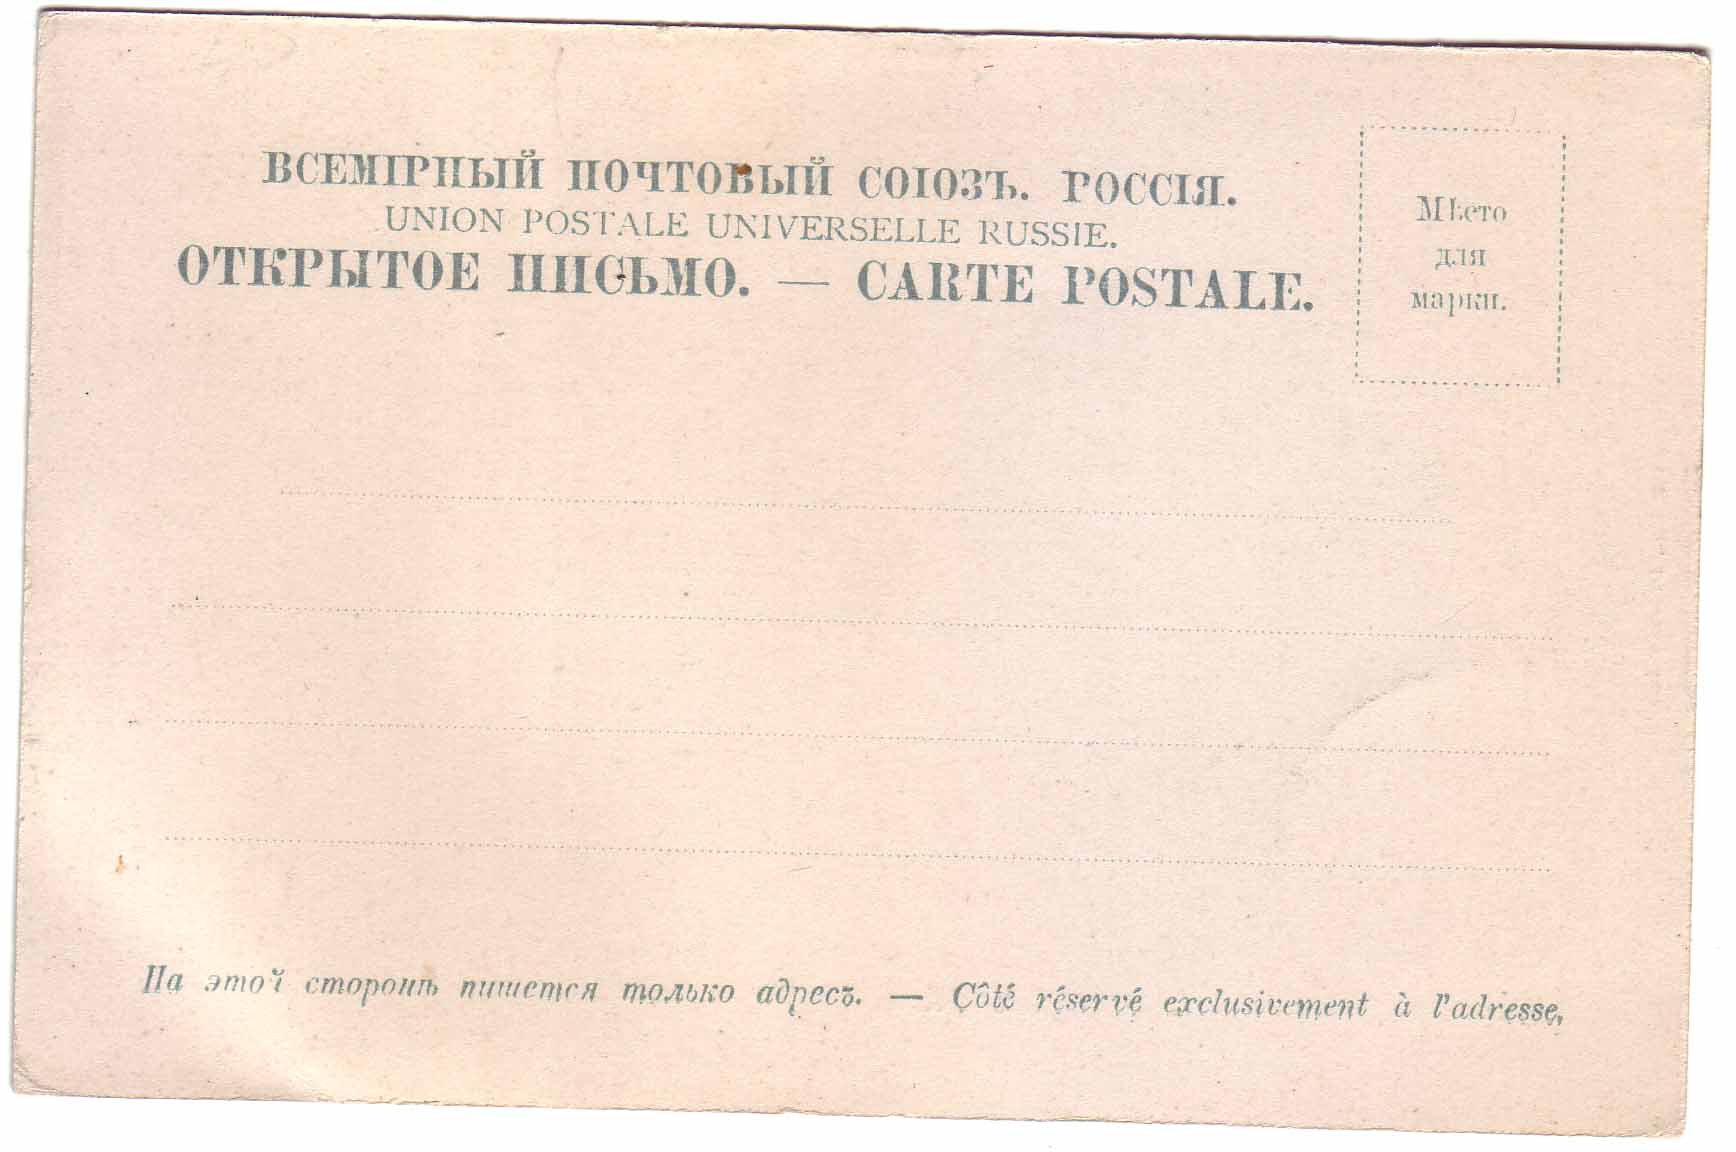 ВСЕМІРНЫЙ ПОЧТОВЫЙ СОЮЗЪ. РОССІЯ.
UNION POSTALE UNIVERSELLE RUSSIE.
ОТКРЫТОЕ ПИСЬМО. — CARTE POSTALE.
Мѣсто
для
марки.
На этой сторонѣ пишется только адресъ. — Côté réservé exclusivement à l'adresse,